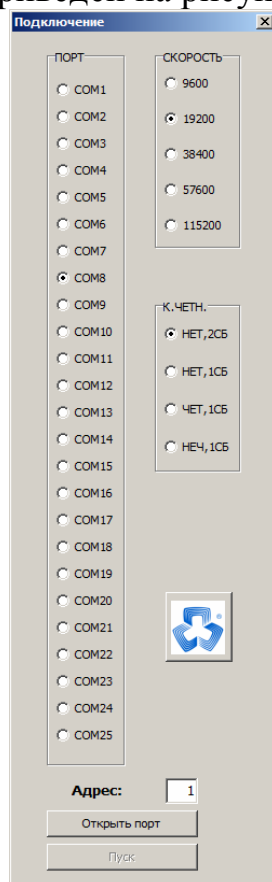 риведен на рисун
Подключение
ПОРТ
COM1
COM2
COM3
COM4
COM5
COM6
COM7
COM8
COM9
COM10
COM11
COM12
COM13
COM14
COM15
COM16
COM17
COM18
COM19
COM20
COM21
COM22
COM23
COM24
COM25
СКОРОСТЬ
9600
19200
38400
57600
115200
К.ЧЕТН.
НЕТ,2СБ
НЕТ,1СБ
ЧЕТ,1СБ
НЕЧ,1СБ
Адрес: 1
Открыть порт
Пуск